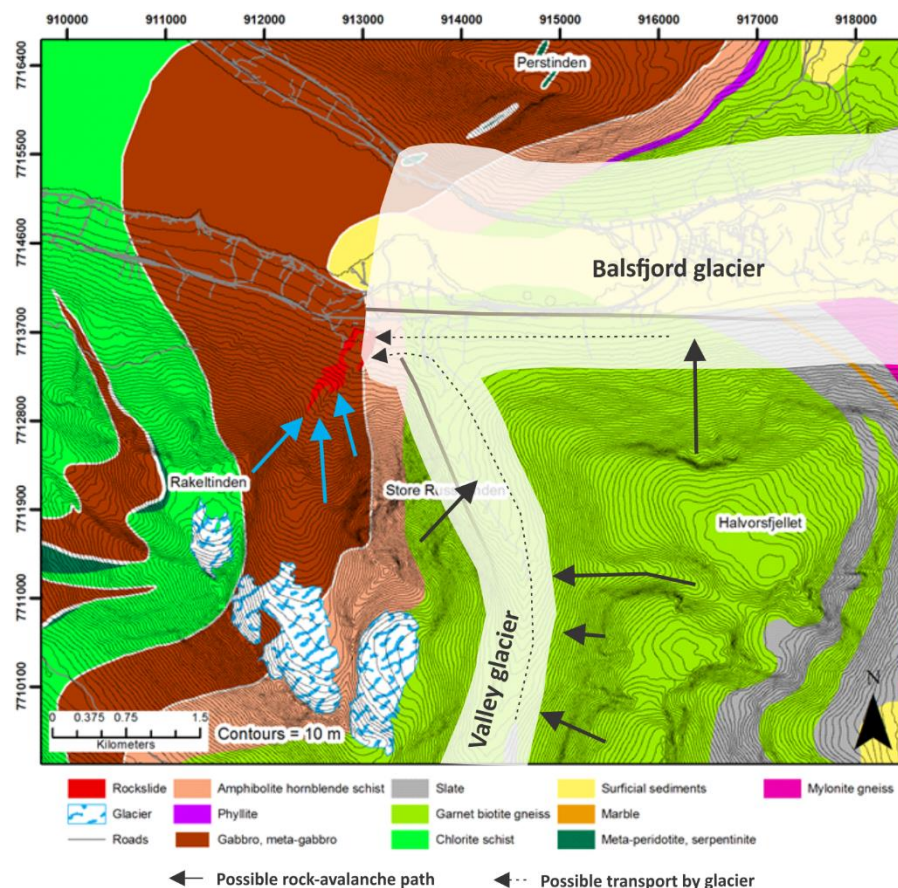 910000 911000 912000 913000 914000 915000 916000 917000 918000
7716400
7715500
7714600
7713700
7712800
7711900
7711000
7710100
Perstinden
Balsfjord glacier
Rakeltinden
Store Russetinden
Halvorsfjellet
Valley glacier
N
0 0.375 0.75 1.5
Kilometers
Contours = 10 m
Rockslide
Amphibolite hornblende schist
Slate
Surficial sediments
Mylonite gneiss
Glacier
Phyllite
Garnet biotite gneiss
Marble
Roads
Gabbro, meta-gabbro
Chlorite schist
Meta-peridotite, serpentinite
Possible rock-avalanche path
Possible transport by glacier